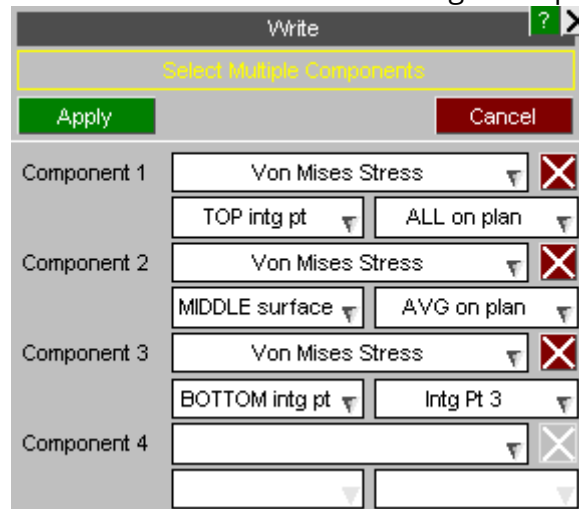 Write ?
Select Multiple Components
Apply Cancel
Component 1 Von Mises Stress
TOP intg pt ALL on plan
Component 2 Von Mises Stress
MIDDLE surface AVG on plan
Component 3 Von Mises Stress
BOTTOM intg pt Intg Pt 3
Component 4